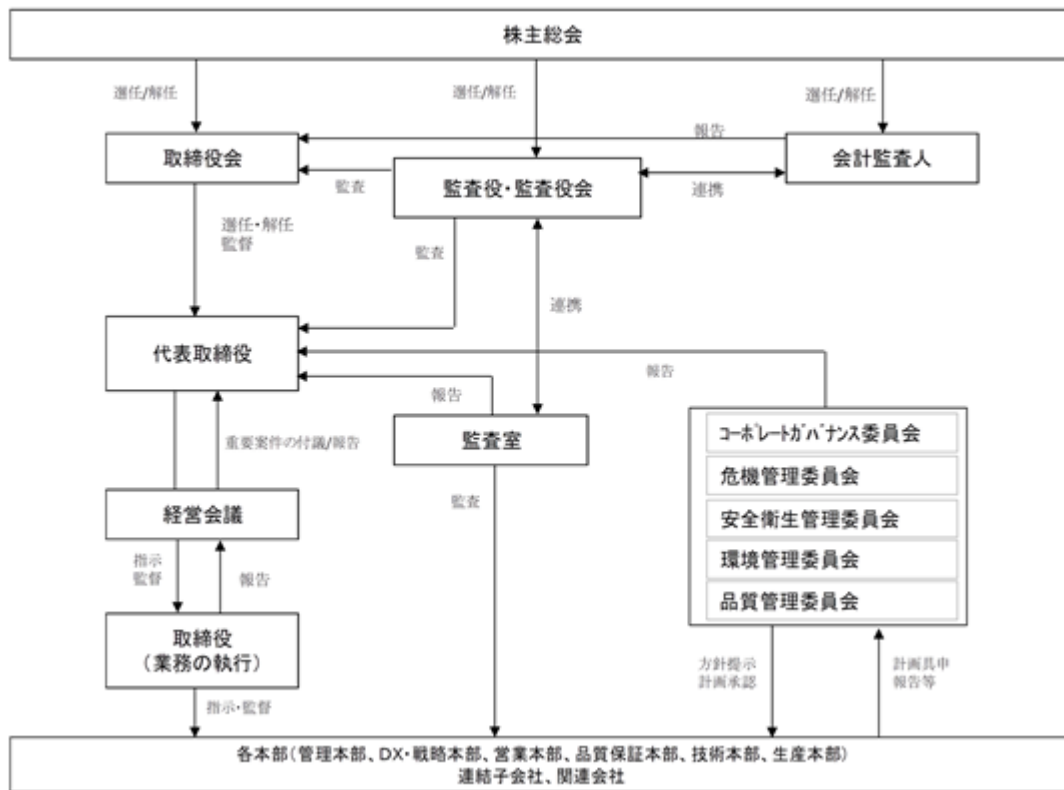 株主総会
選任/解任
選任/解任
選任/解任
報告
取締役会
会計監査人
監査
監査役・監査役会
連携
選任・解任
監督
監査
連携
代表取締役
報告
報告
重要案件の付議/報告
監査室
コーポレートガバナンス委員会
危機管理委員会
安全衛生管理委員会
環境管理委員会
品質管理委員会
経営会議
監査
指示
監督
報告
取締役
(業務の執行)
方針提示
計画承認
計画具申
報告等
指示・監督
各本部(管理本部、DX・戦略本部、営業本部、品質保証本部、技術本部、生産本部)
連結子会社、関連会社